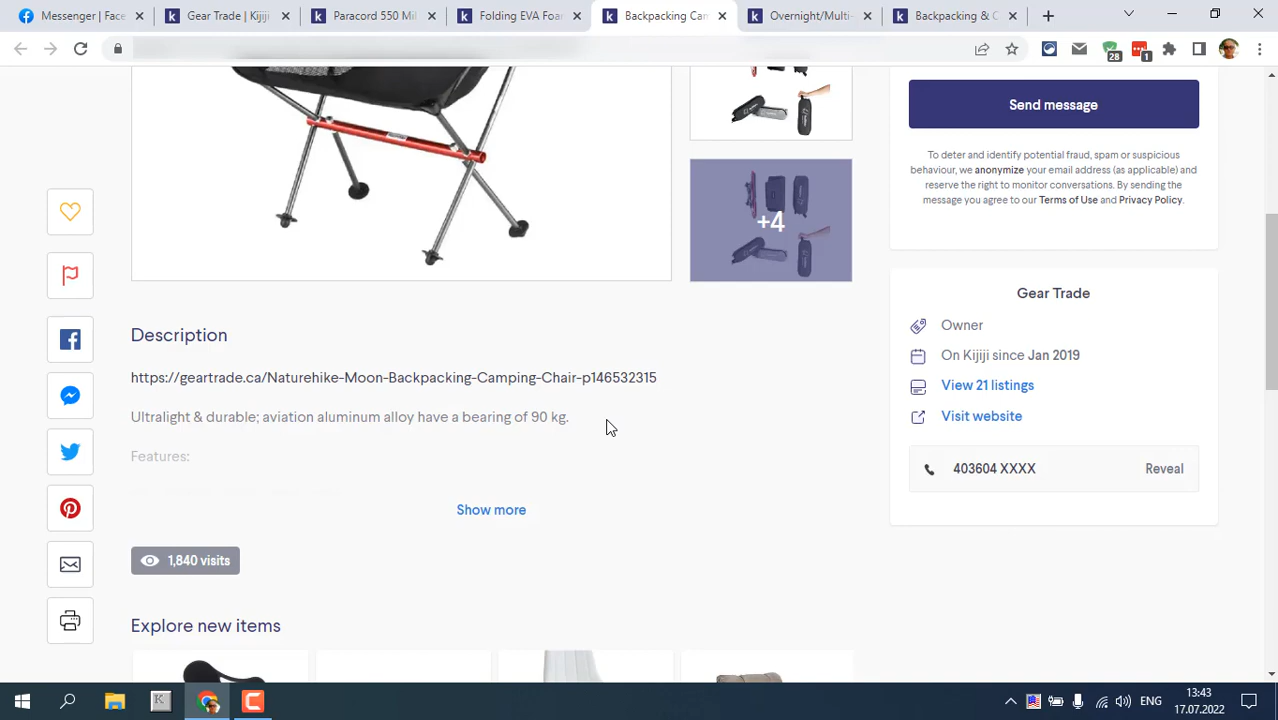 Messenger | Face
Gear Trade | Kijiji
Paracord 550 Mil
Folding EVA Foar
Backpacking Car
Overnight/Multi-
Backpacking & C
28
1
Send message
To deter and identify potential fraud, spam or suspicious
behaviour, we anonymize your email address (as applicable) and
reserve the right to monitor conversations. By sending the
message you agree to our Terms of Use and Privacy Policy.
+4
Gear Trade
Owner
On Kijiji since Jan 2019
View 21 listings
Visit website
403604 XXXX Reveal
Description
https://geartrade.ca/Naturehike-Moon-Backpacking-Camping-Chair-p146532315
Ultralight & durable; aviation aluminum alloy have a bearing of 90 kg.
Features:
Show more
1,840 visits
Explore new items
K
ENG
13:43
17.07.2022